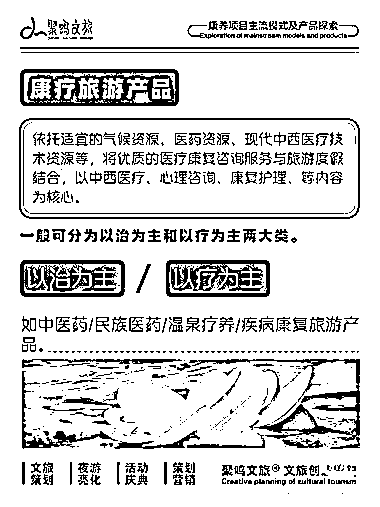 聚鸣文旅
康养项目主流模式及产品探索
Exploration of mainstream models and products
康疗旅游产品
依托适宜的气候资源、医药资源、现代中西医疗技
术资源等，将优质的医疗康复咨询服务与旅游度假
结合，以中西医疗、心理咨询、康复护理、等内容
为核心。
一般可分为以治为主和以疗为主两大类。
以治为主 / 以疗为主
如中医药/民族医药/温泉疗养/疾病康复旅游产
品。
文旅 夜游 活动 策划
策划 亮化 庆典 营销
聚鸣文旅® 文旅创
Creative planning of cultural tourism